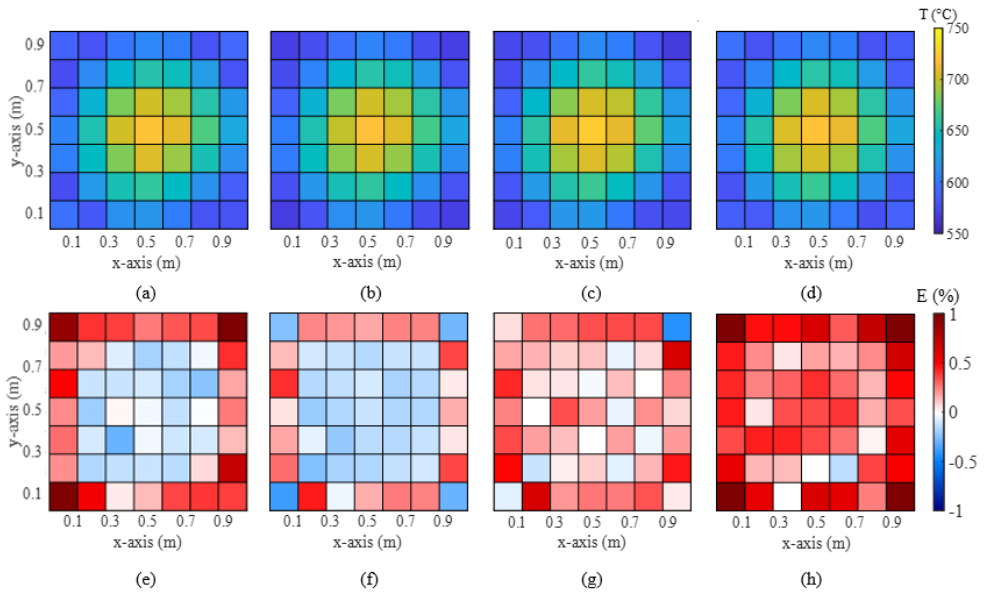 T (°C)
0.9
0.7
0.5
0.3
0.1
y-axis (m)
0.1 0.3 0.5 0.7 0.9
x-axis (m)
(a)
0.1 0.3 0.5 0.7 0.9
x-axis (m)
(b)
0.1 0.3 0.5 0.7 0.9
x-axis (m)
(c)
0.1 0.3 0.5 0.7 0.9
x-axis (m)
(d)
750
700
650
600
550
E (%)
0.9
0.7
0.5
0.3
0.1
y-axis (m)
0.1 0.3 0.5 0.7 0.9
x-axis (m)
(e)
0.1 0.3 0.5 0.7 0.9
x-axis (m)
(f)
0.1 0.3 0.5 0.7 0.9
x-axis (m)
(g)
0.1 0.3 0.5 0.7 0.9
x-axis (m)
(h)
1
0.5
0
-0.5
-1